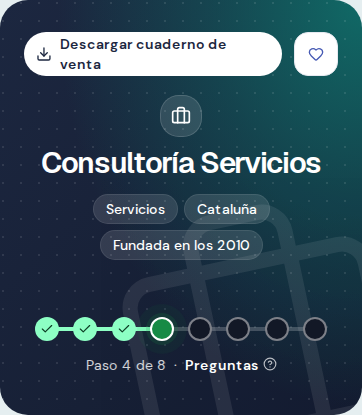 Descargar cuaderno de
venta
Consultoría Servicios
Servicios Cataluña
Fundada en los 2010
Paso 4 de 8 · Preguntas